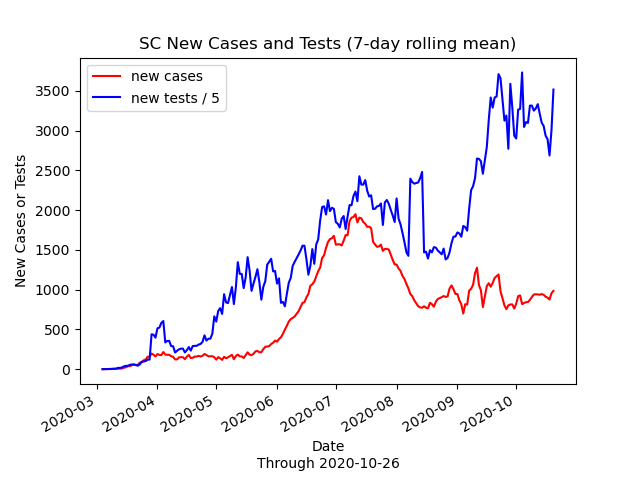 SC New Cases and Tests (7-day rolling mean)
new cases
new tests / 5
3500
3000
2500
2000
1500
1000
500
0
New Cases or Tests
2020-03
2020-04
2020-05
2020-06
2020-07
2020-08
2020-09
2020-10
Date
Through 2020-10-26